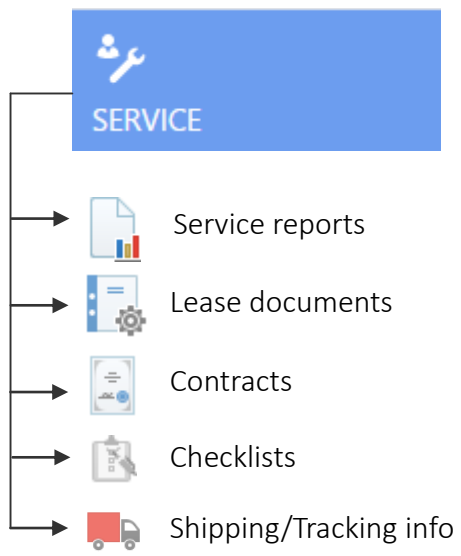 SERVICE
Service reports
Lease documents
Contracts
Checklists
Shipping/Tracking info